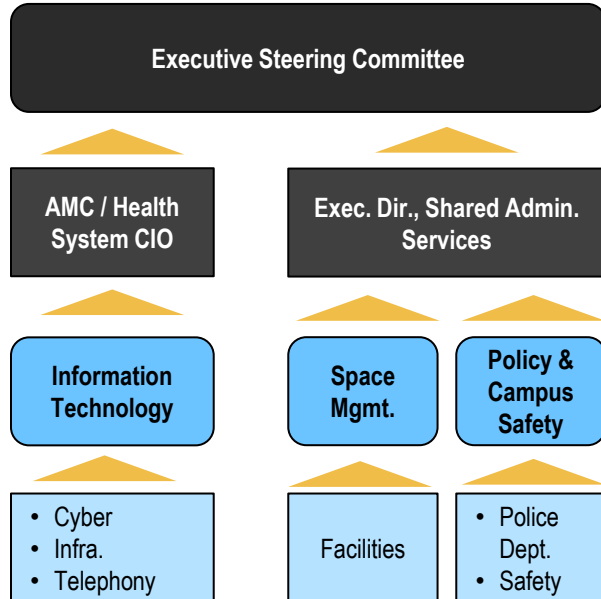 Executive Steering Committee
AMC / Health
System CIO
Exec. Dir., Shared Admin.
Services
Information
Technology
Space
Mgmt.
Policy &
Campus
Safety
• Cyber
• Infra.
• Telephony
Facilities
• Police
Dept.
• Safety